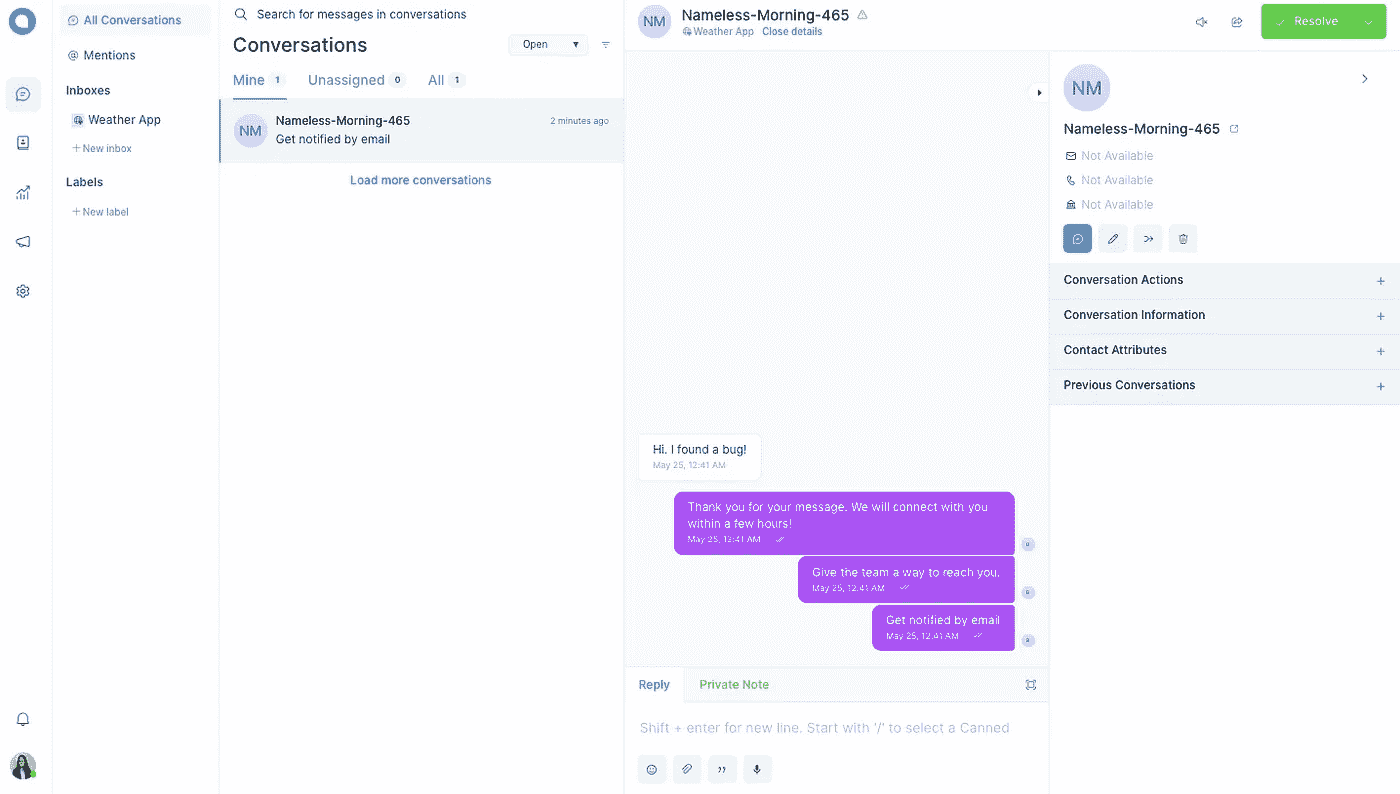 All Conversations
Mentions
Inboxes
Weather App
+ New inbox
Labels
+ New label
Search for messages in conversations
Conversations
Open
Mine 1 Unassigned 0 All 1
NM
Nameless-Morning-465
2 minutes ago
Get notified by email
Load more conversations
NM
Nameless-Morning-465
Weather App Close details
Resolve
Hi. I found a bug!
May 25, 12:41 AM
Thank you for your message. We will connect with you
within a few hours!
May 25, 12:41 AM
Give the team a way to reach you.
May 25, 12:41 AM
Get notified by email
May 25, 12:41 AM
Reply Private Note
Shift + enter for new line. Start with '/' to select a Canned
NM
Nameless-Morning-465
Not Available
Not Available
Not Available
Conversation Actions +
Conversation Information +
Contact Attributes +
Previous Conversations +